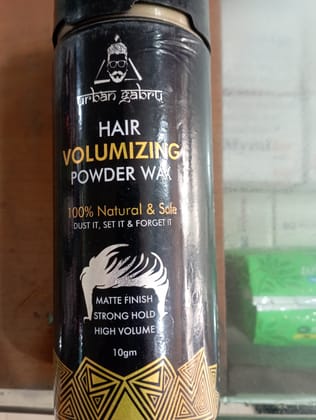 urban gabru
HAIR
VOLUMIZING
POWDER WAX
100% Natural & Safe
DUST IT, SET IT & FORGET IT
MATTE FINISH
STRONG HOLD
HIGH VOLUME
10gm